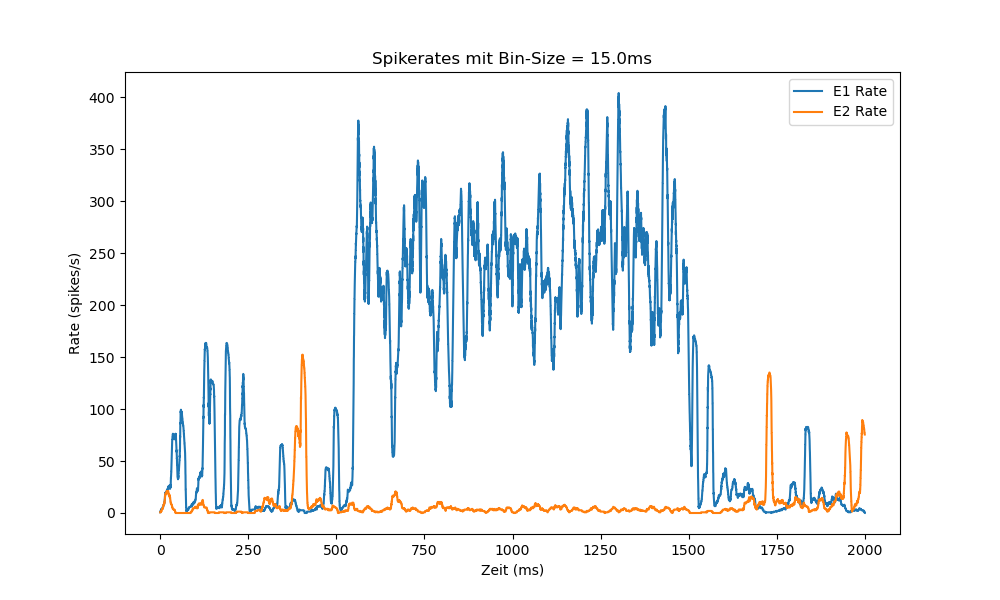 Spikerates mit Bin-Size = 15.0ms
E1 Rate
E2 Rate
Rate (spikes/s)
400
350
300
250
200
150
100
50
0
0 250 500 750 1000 1250 1500 1750 2000
Zeit (ms)